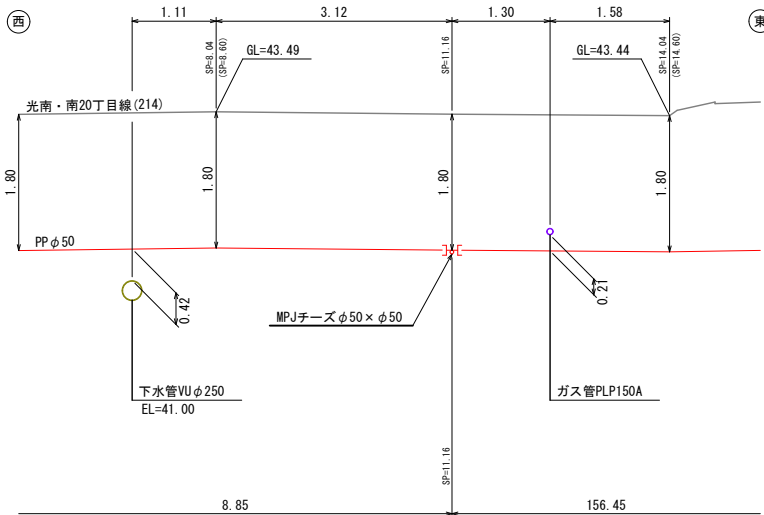 西
1.11
3.12
1.30
1.58
東
SP=8.04
(SP=8.60)
GL=43.49
SP=11.16
GL=43.44
SP=14.04
(SP=14.60)
光南・南20丁目線(214)
1.80
1.80
1.80
1.80
PPφ50
0.42
MPJチーズφ50×φ50
0.21
下水管VUφ250
EL=41.00
ガス管PLP150A
SP=11.16
8.85
156.45